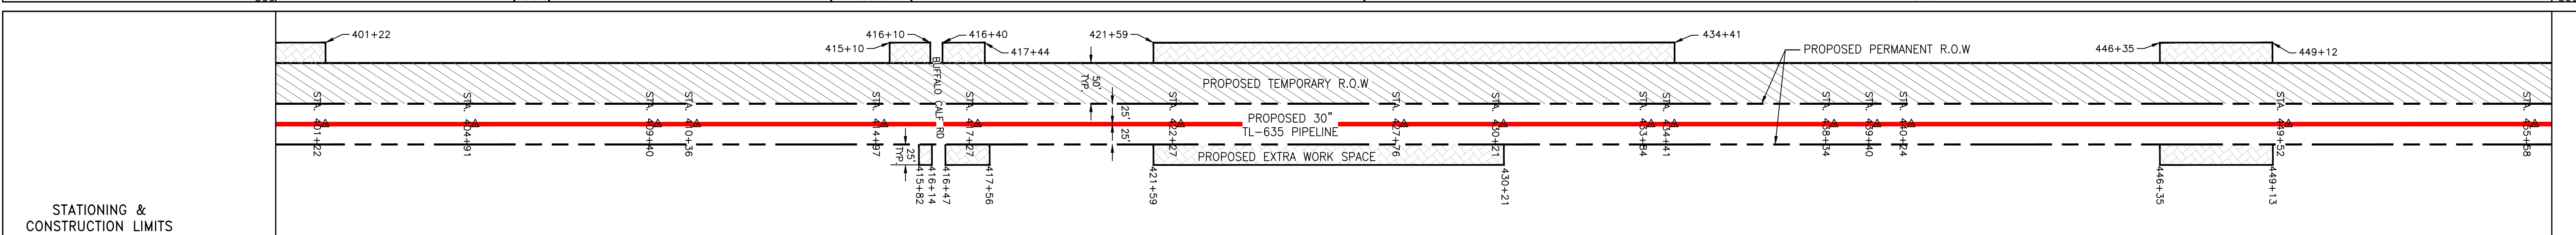 401+22
415+10
416+10
416+40
417+44
421+59
434+41
PROPOSED PERMANENT R.O.W
446+35
449+12
BUFFALO CALF RD
50'
TYP.
PROPOSED TEMPORARY R.O.W
STA. 401+22
STA. 404+91
STA. 409+40
STA. 410+36
STA. 414+97
STA. 417+27
25'
25'
STA. 422+27
PROPOSED 30"
TL-635 PIPELINE
STA. 427+76
STA. 430+21
STA. 433+84
STA. 434+41
STA. 438+34
STA. 439+40
STA. 440+24
STA. 449+52
STA. 455+58
25'
TYP.
PROPOSED EXTRA WORK SPACE
415+82
416+14
416+47
417+56
421+59
430+21
446+35
449+13
STATIONING &
CONSTRUCTION LIMITS